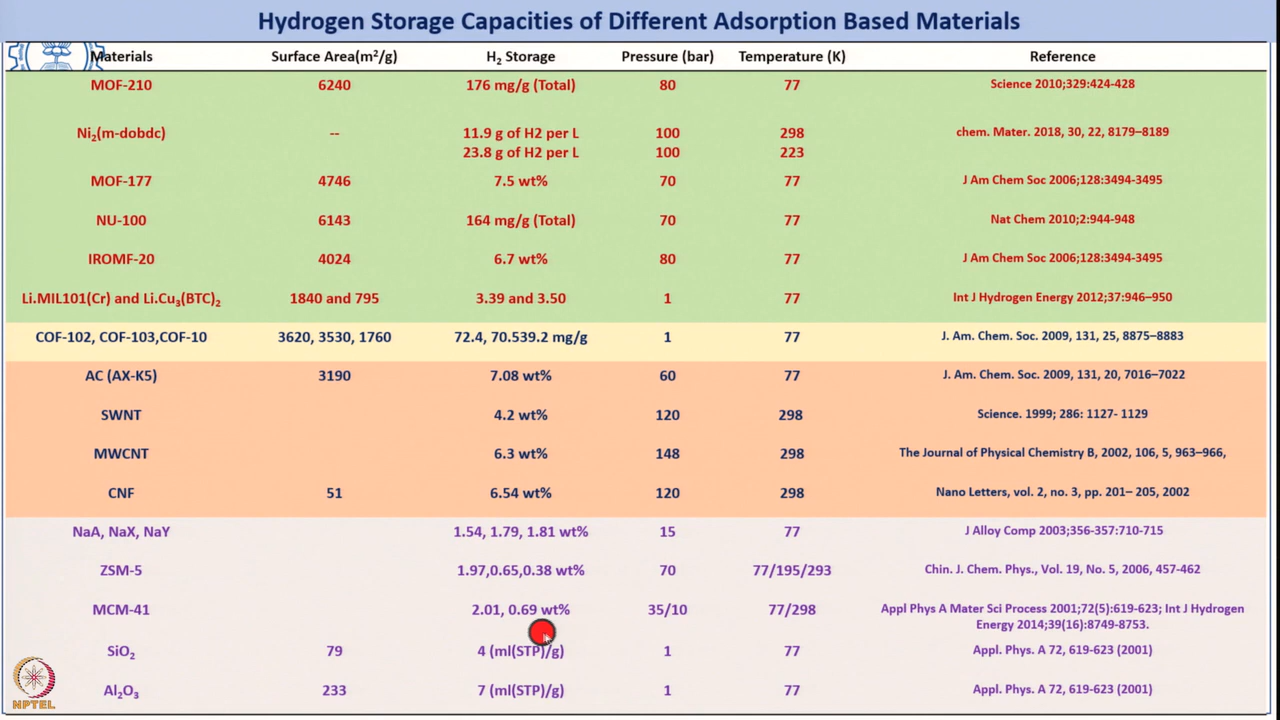 Hydrogen Storage Capacities of Different Adsorption Based Materials
Materials Surface Area(m²/g) H₂ Storage Pressure (bar) Temperature (K) Reference
MOF-210 6240 176 mg/g (Total) 80 77 Science 2010;329:424-428
Ni₂(m-dobdc) -- 11.9 g of H2 per L 100 298 chem. Mater. 2018, 30, 22, 8179–8189
23.8 g of H2 per L 100 223
MOF-177 4746 7.5 wt% 70 77 J Am Chem Soc 2006;128:3494-3495
NU-100 6143 164 mg/g (Total) 70 77 Nat Chem 2010;2:944-948
IROMF-20 4024 6.7 wt% 80 77 J Am Chem Soc 2006;128:3494-3495
Li.MIL101(Cr) and Li.Cu₃(BTC)₂ 1840 and 795 3.39 and 3.50 1 77 Int J Hydrogen Energy 2012;37:946–950
COF-102, COF-103,COF-10 3620, 3530, 1760 72.4, 70.539.2 mg/g 1 77 J. Am. Chem. Soc. 2009, 131, 25, 8875–8883
AC (AX-K5) 3190 7.08 wt% 60 77 J. Am. Chem. Soc. 2009, 131, 20, 7016–7022
SWNT 4.2 wt% 120 298 Science. 1999; 286: 1127- 1129
MWCNT 6.3 wt% 148 298 The Journal of Physical Chemistry B, 2002, 106, 5, 963–966,
CNF 51 6.54 wt% 120 298 Nano Letters, vol. 2, no. 3, pp. 201– 205, 2002
NaA, NaX, NaY 1.54, 1.79, 1.81 wt% 15 77 J Alloy Comp 2003;356-357:710-715
ZSM-5 1.97,0.65,0.38 wt% 70 77/195/293 Chin. J. Chem. Phys., Vol. 19, No. 5, 2006, 457-462
MCM-41 2.01, 0.69 wt% 35/10 77/298 Appl Phys A Mater Sci Process 2001;72(5):619-623; Int J Hydrogen
Energy 2014;39(16):8749-8753.
SiO₂ 79 4 (ml(STP)/g) 1 77 Appl. Phys. A 72, 619-623 (2001)
Al₂O₃ 233 7 (ml(STP)/g) 1 77 Appl. Phys. A 72, 619-623 (2001)
NPTEL